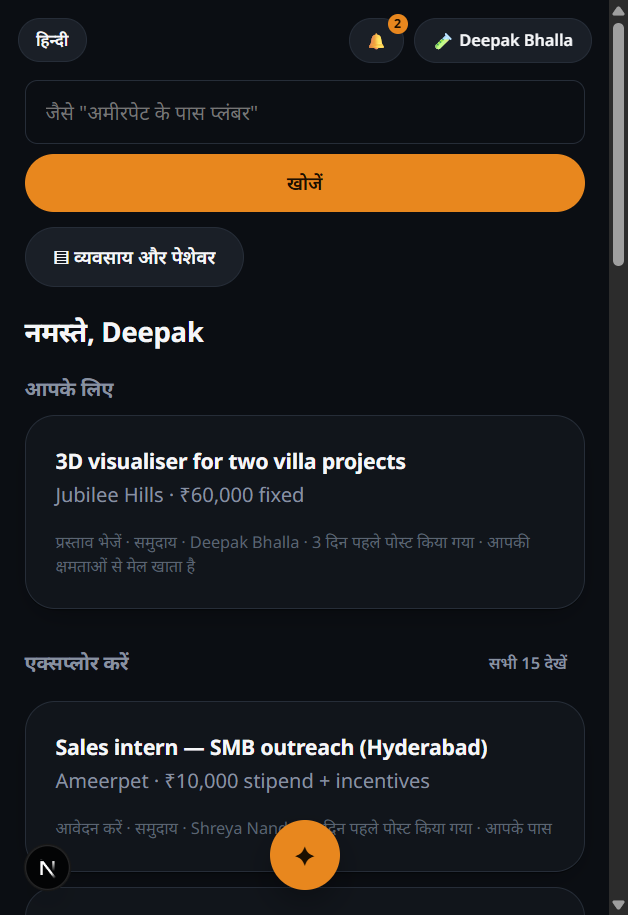 हिन्दी
2
Deepak Bhalla
जैसे "अमीरपेट के पास प्लंबर"
खोजें
व्यवसाय और पेशेवर
नमस्ते, Deepak
आपके लिए
3D visualiser for two villa projects
Jubilee Hills · ₹60,000 fixed
प्रस्ताव भेजें · समुदाय · Deepak Bhalla · 3 दिन पहले पोस्ट किया गया · आपकी
क्षमताओं से मेल खाता है
एक्सप्लोर करें
सभी 15 देखें
Sales intern — SMB outreach (Hyderabad)
Ameerpet · ₹10,000 stipend + incentives
आवेदन करें · समुदाय · Shreya दिन पहले पोस्ट किया गया · आपके पास
N